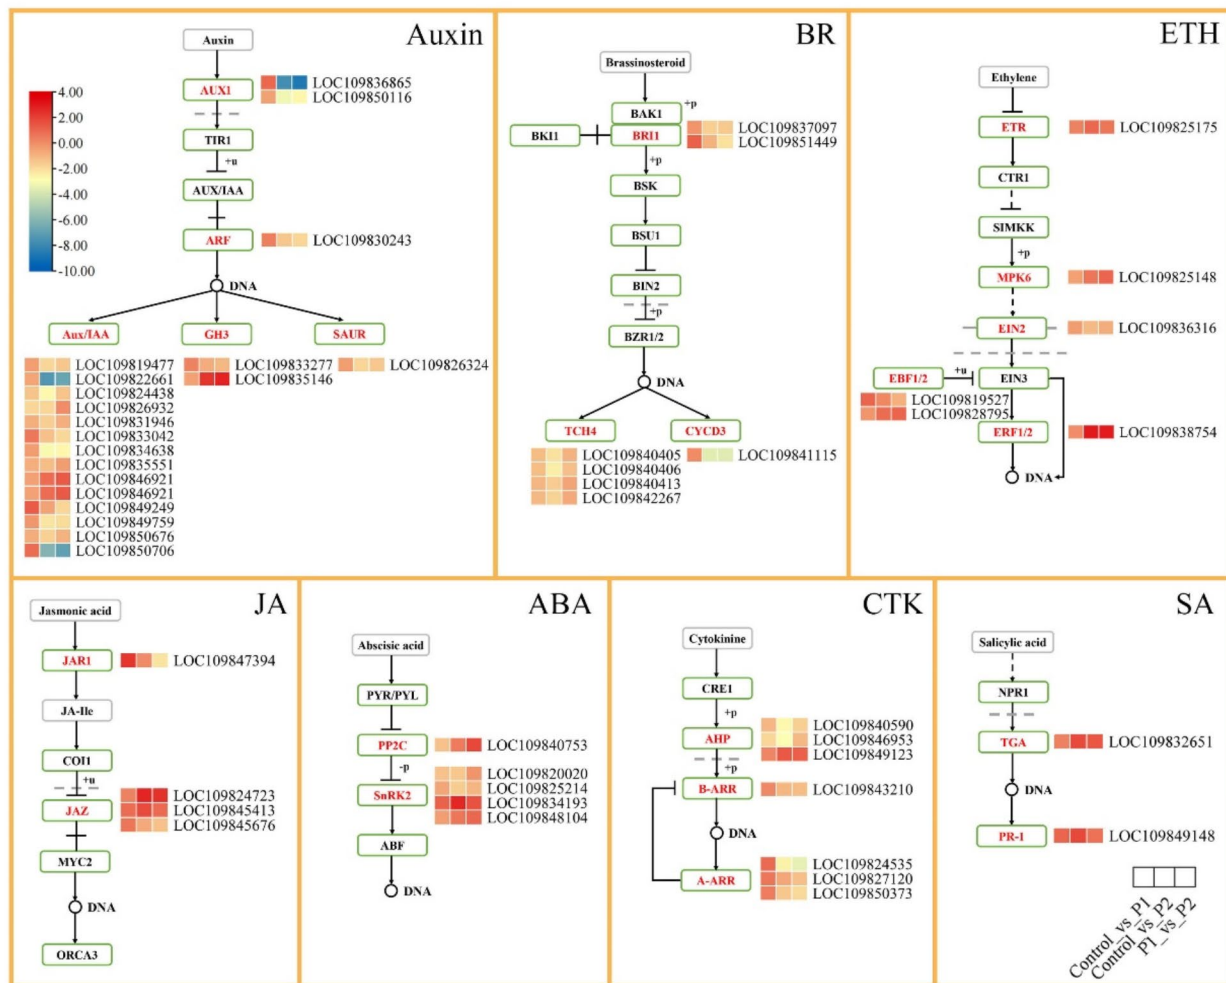 Auxin
Auxin
4.00
2.00
0.00
-2.00
-4.00
-6.00
-8.00
-10.00
AUX1
LOC109836865
LOC109850116
TIR1
+u
AUX/IAA
ARF
LOC109830243
DNA
Aux/IAA
GH3
SAUR
LOC109819477
LOC109822661
LOC109824438
LOC109826932
LOC109831946
LOC109833042
LOC109834638
LOC109835551
LOC109846921
LOC109846921
LOC109849249
LOC109849759
LOC109850676
LOC109850706
LOC109833277
LOC109835146
LOC109826324
BR
Brassinosteroid
+p
BAK1
BKI1
BRI1
LOC109837097
LOC109851449
+p
BSK
BSU1
BIN2
+p
BZR1/2
DNA
TCH4
CYCD3
LOC109840405
LOC109840406
LOC109840413
LOC109842267
LOC109841115
ETH
Ethylene
ETR
LOC109825175
CTR1
SIMKK
+p
MPK6
LOC109825148
EIN2
LOC109836316
EBF1/2
+u
EIN3
LOC109819527
LOC109828795
ERF1/2
LOC109838754
DNA
JA
Jasmonic acid
JAR1
LOC109847394
JA-Ile
COI1
+u
JAZ
LOC109824723
LOC109845413
LOC109845676
MYC2
DNA
ORCA3
ABA
Abscisic acid
PYR/PYL
PP2C
LOC109840753
-p
SnRK2
LOC109820020
LOC109825214
LOC109834193
LOC109848104
ABF
DNA
CTK
Cytokinine
CRE1
+p
AHP
LOC109840590
LOC109846953
LOC109849123
+p
B-ARR
LOC109843210
DNA
A-ARR
LOC109824535
LOC109827120
LOC109850373
SA
Salicylic acid
NPR1
TGA
LOC109832651
DNA
PR-1
LOC109849148
Control_vs_P1
Control_vs_P2
P1_vs_P2